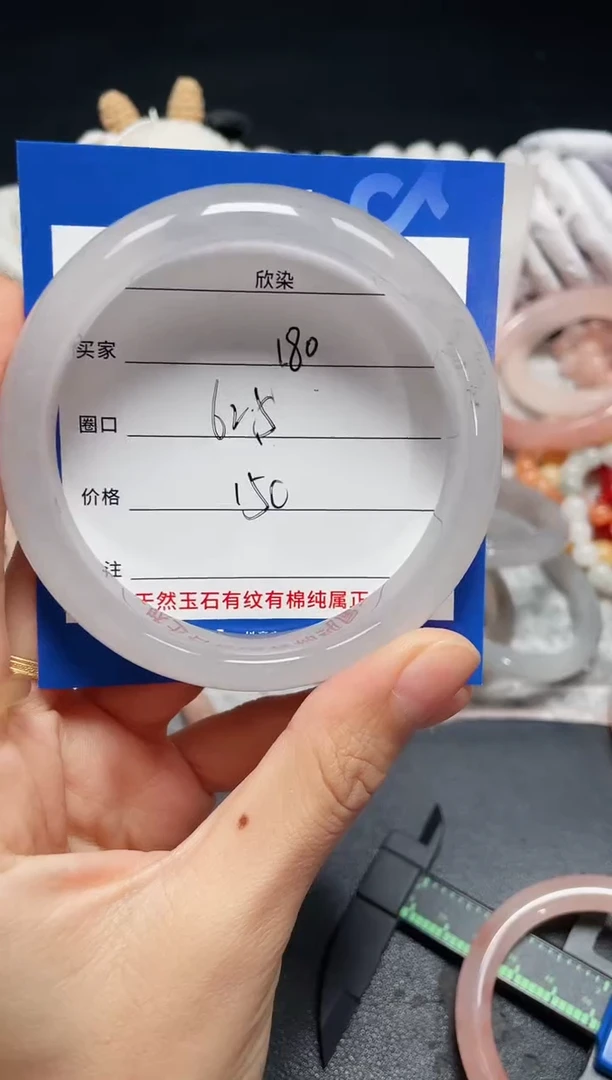 欣染
买家 180
圈口 62.5
价格 150
注
天然玉石有纹有棉纯属正